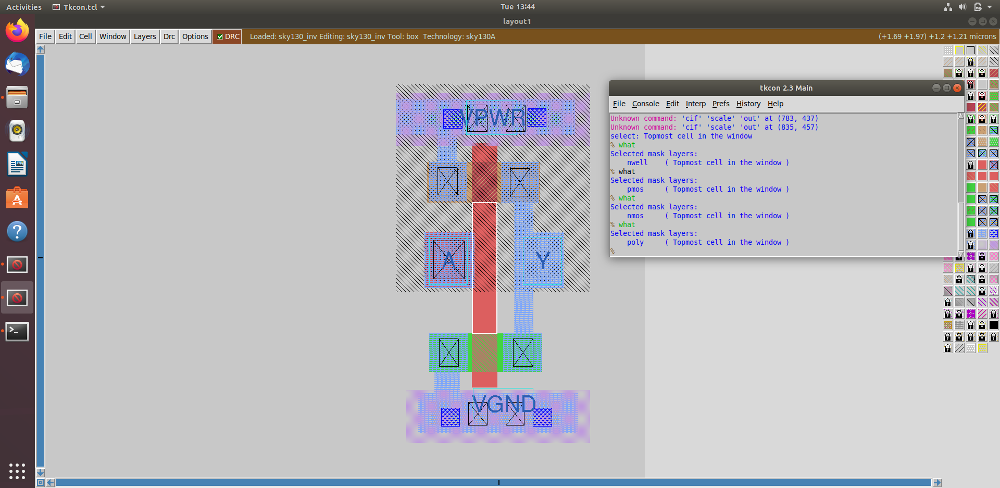 Activities Tkcon.tcl Tue 13:44
layout1
File Edit Cell Window Layers Drc Options DRC Loaded: sky130_inv Editing: sky130_inv Tool: box Technology: sky130A (+1.69 +1.97) +1.2 +1.21 microns
VPWR
A
Y
VGND
tkcon 2.3 Main
File Console Edit Interp Prefs History Help
Unknown command: 'cif' 'scale' 'out' at (783, 437)
Unknown command: 'cif' 'scale' 'out' at (835, 457)
select: Topmost cell in the window
% what
Selected mask layers:
nwell ( Topmost cell in the window )
% what
Selected mask layers:
pmos ( Topmost cell in the window )
% what
Selected mask layers:
nmos ( Topmost cell in the window )
% what
Selected mask layers:
poly ( Topmost cell in the window )
%